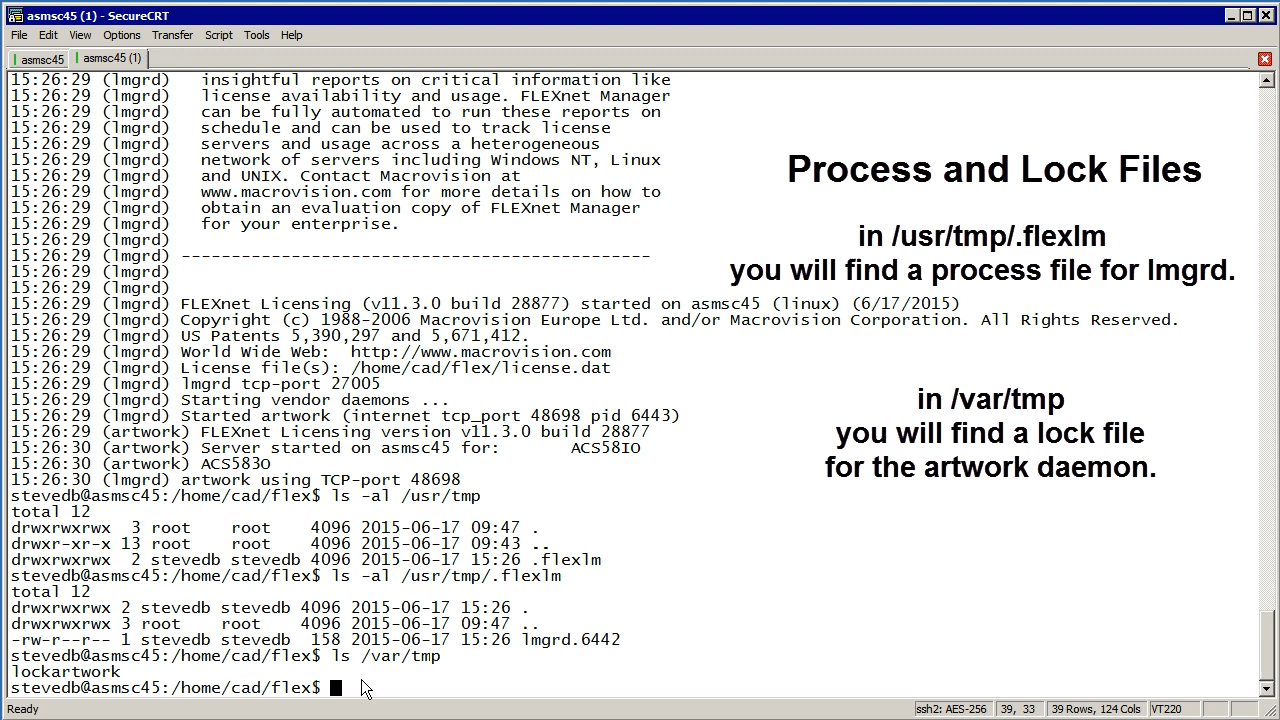 asmsc45 (1) - SecureCRT
File Edit View Options Transfer Script Tools Help
asmsc45 asmsc45 (1)
15:26:29 (lmgrd)   insightful reports on critical information like
15:26:29 (lmgrd)   license availability and usage. FLEXnet Manager
15:26:29 (lmgrd)   can be fully automated to run these reports on
15:26:29 (lmgrd)   schedule and can be used to track license
15:26:29 (lmgrd)   servers and usage across a heterogeneous
15:26:29 (lmgrd)   network of servers including Windows NT, Linux
15:26:29 (lmgrd)   and UNIX. Contact Macrovision at
15:26:29 (lmgrd)   www.macrovision.com for more details on how to
15:26:29 (lmgrd)   obtain an evaluation copy of FLEXnet Manager
15:26:29 (lmgrd)   for your enterprise.
15:26:29 (lmgrd)
15:26:29 (lmgrd) -----------------------------------------------
15:26:29 (lmgrd)
15:26:29 (lmgrd)
15:26:29 (lmgrd) FLEXnet Licensing (v11.3.0 build 28877) started on asmsc45 (linux) (6/17/2015)
15:26:29 (lmgrd) Copyright (c) 1988-2006 Macrovision Europe Ltd. and/or Macrovision Corporation. All Rights Reserved.
15:26:29 (lmgrd) US Patents 5,390,297 and 5,671,412.
15:26:29 (lmgrd) World Wide Web:  http://www.macrovision.com
15:26:29 (lmgrd) License file(s): /home/cad/flex/license.dat
15:26:29 (lmgrd) lmgrd tcp-port 27005
15:26:29 (lmgrd) Starting vendor daemons ...
15:26:29 (lmgrd) Started artwork (internet tcp_port 48698 pid 6443)
15:26:29 (artwork) FLEXnet Licensing version v11.3.0 build 28877
15:26:30 (artwork) Server started on asmsc45 for:       ACS58IO
15:26:30 (artwork) ACS583O
15:26:30 (lmgrd) artwork using TCP-port 48698
stevedb@asmsc45:/home/cad/flex$ ls -al /usr/tmp
total 12
drwxrwxrwx  3 root    root    4096 2015-06-17 09:47 .
drwxr-xr-x 13 root    root    4096 2015-06-17 09:43 ..
drwxrwxrwx  2 stevedb stevedb 4096 2015-06-17 15:26 .flexlm
stevedb@asmsc45:/home/cad/flex$ ls -al /usr/tmp/.flexlm
total 12
drwxrwxrwx 2 stevedb stevedb 4096 2015-06-17 15:26 .
drwxrwxrwx 3 root    root    4096 2015-06-17 09:47 ..
-rw-r--r-- 1 stevedb stevedb  158 2015-06-17 15:26 lmgrd.6442
stevedb@asmsc45:/home/cad/flex$ ls /var/tmp
lockartwork
stevedb@asmsc45:/home/cad/flex$
Process and Lock Files
in /usr/tmp/.flexlm
you will find a process file for lmgrd.
in /var/tmp
you will find a lock file
for the artwork daemon.
Ready ssh2: AES-256 39, 33 39 Rows, 124 Cols VT220